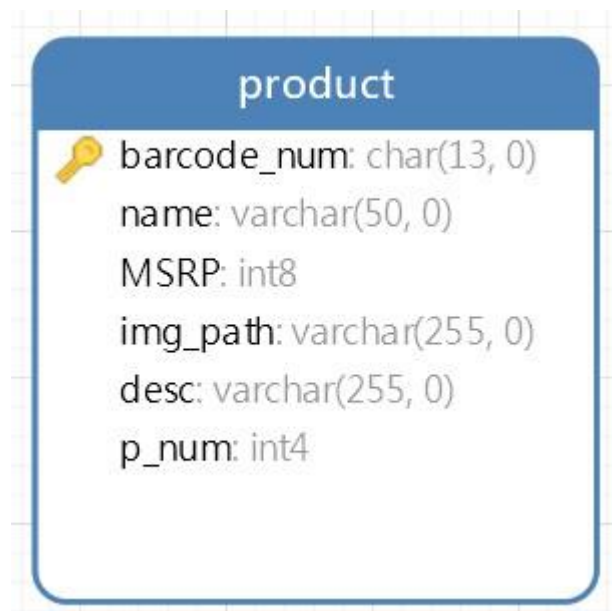 product
barcode_num: char(13, 0)
name: varchar(50, 0)
MSRP: int8
img_path: varchar(255, 0)
desc: varchar(255, 0)
p_num: int4